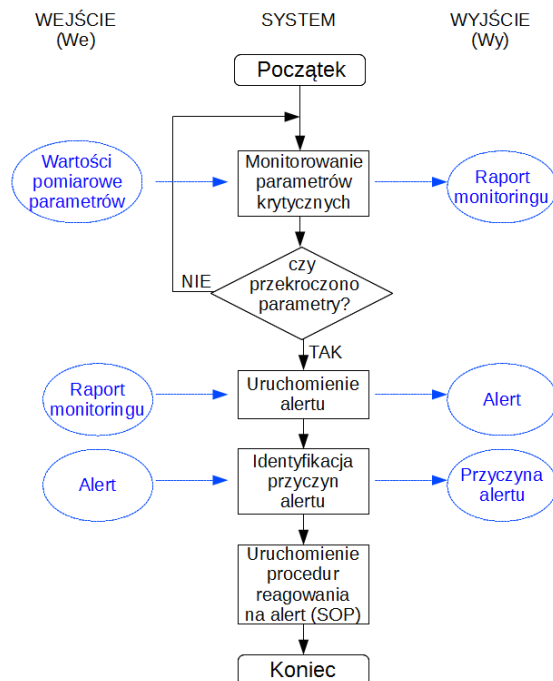 WEJŚCIE
(We)
SYSTEM
WYJŚCIE
(Wy)
Początek
Wartości
pomiarowe
parametrów
Monitorowanie
parametrów
krytycznych
Raport
monitoringu
czy
przekroczono
parametry?
NIE
TAK
Raport
monitoringu
Uruchomienie
alertu
Alert
Alert
Identyfikacja
przyczyn
alertu
Przyczyna
alertu
Uruchomienie
procedur
reagowania
na alert (SOP)
Koniec